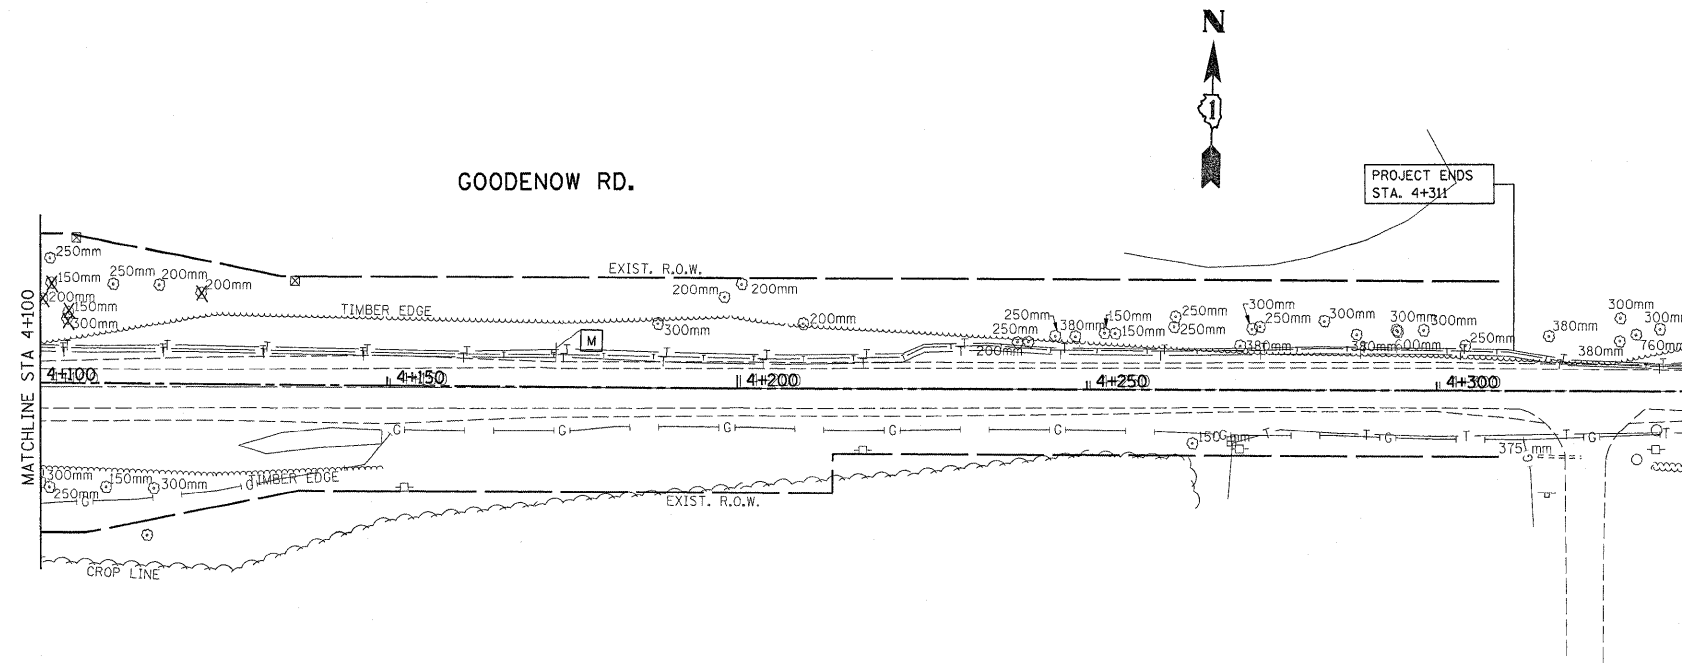 N
1
GOODENOW RD.
PROJECT ENDS
STA. 4+311
MATCHLINE STA 4+100
EXIST. R.O.W.
250mm
150mm
250mm
200mm
200mm
200mm
150mm
300mm
TIMBER EDGE
200mm
200mm
300mm
200mm
M
250mm
250mm
200mm
380mm
150mm
150mm
250mm
250mm
300mm
250mm
380mm
300mm
380mm
300mm
300mm
600mm
250mm
380mm
380mm
300mm
300m
760mm
T T T T T T T T T T T T T T T T T
4+100
4+150
4+200
4+250
4+300
G G G G G G T T G T T G T
150mm
375 mm
G
300mm
250mm
150mm
300mm
G
G
TIMBER EDGE
EXIST. R.O.W.
CROP LINE